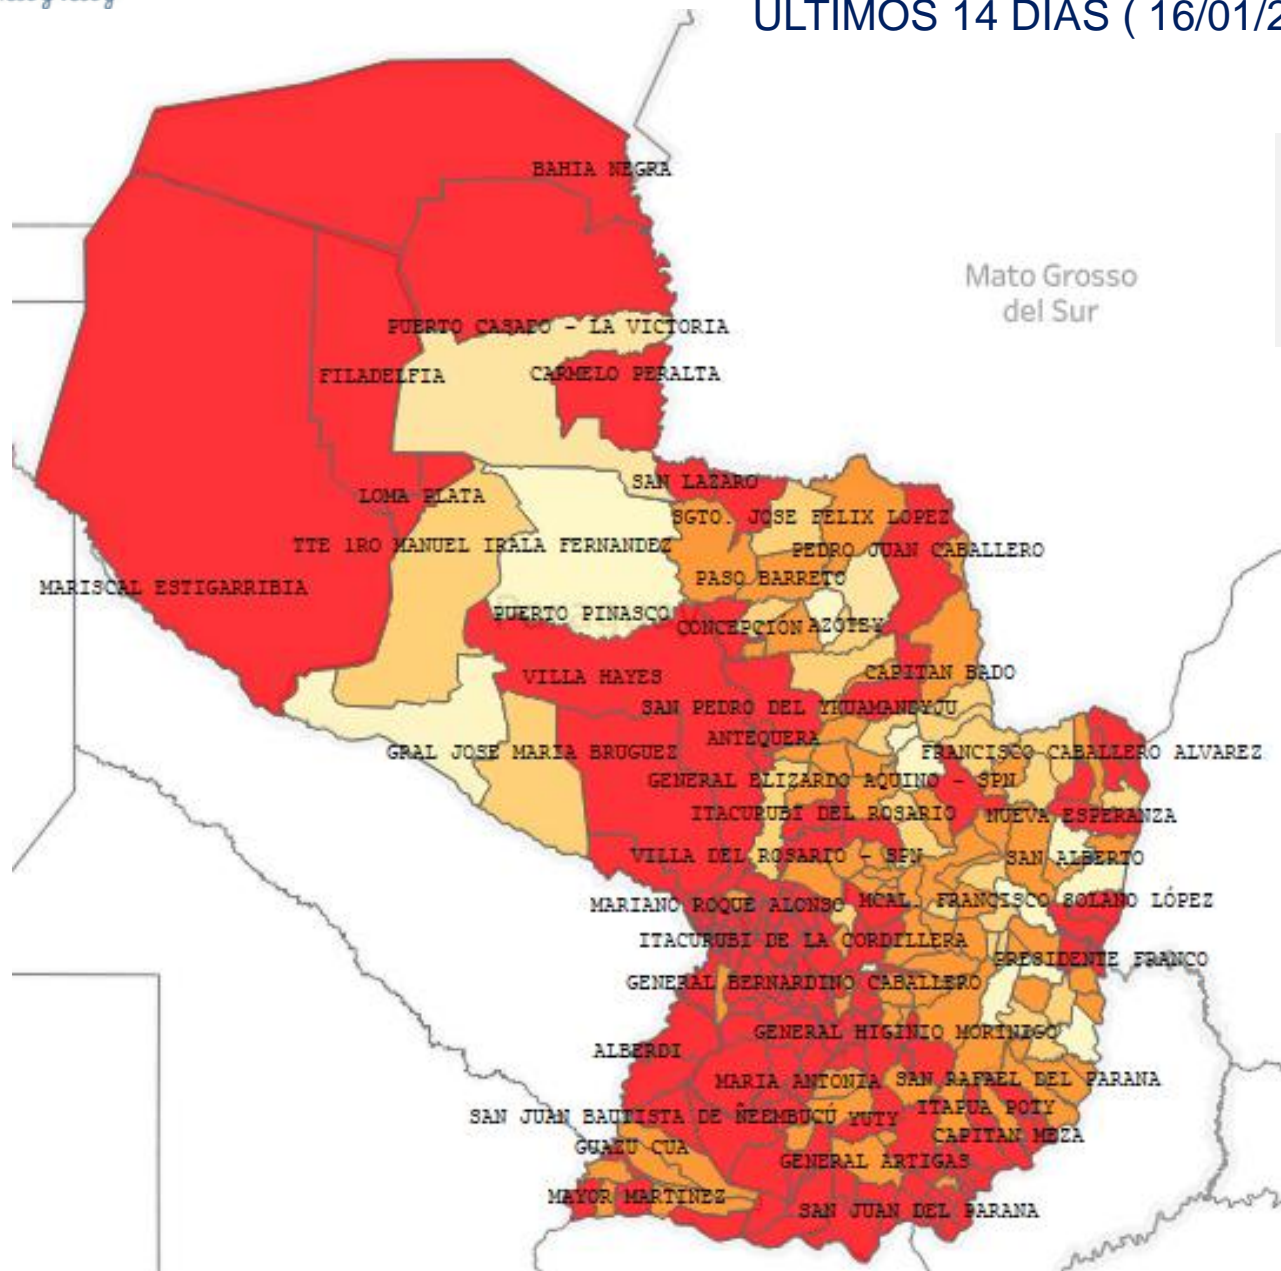 ULTIMOS 14 DIAS ( 16/01/2
BAHIA NEGRA
Mato Grosso
del Sur
PUERTO CASADO - LA VICTORIA
FILADELFIA
CARMELO PERALTA
SAN LAZARO
LOMA PLATA
SGTO. JOSE FELIX LOPEZ
TTE 1RO MANUEL IRALA FERNANDEZ
PEDRO JUAN CABALLERO
PASO BARRETO
MARISCAL ESTIGARRIBIA
PUERTO PINASCO
CONCEPCIÓN
AZOTEY
VILLA HAYES
CAPITAN BADO
SAN PEDRO DEL YKUAMANDYJU
ANTEQUERA
GRAL JOSE MARIA BRUGUEZ
FRANCISCO CABALLERO ALVAREZ
GENERAL ELIZARDO AQUINO - SPN
ITACURUBI DEL ROSARIO
NUEVA ESPERANZA
VILLA DEL ROSARIO - SPN
SAN ALBERTO
MARIANO ROQUE ALONSO
MCAL. FRANCISCO SOLANO LÓPEZ
ITACURUBI DE LA CORDILLERA
PRESIDENTE FRANCO
GENERAL BERNARDINO CABALLERO
GENERAL HIGINIO MORINIGO
ALBERDI
MARIA ANTONIA
SAN RAFAEL DEL PARANA
SAN JUAN BAUTISTA DE ÑEEMBUCÚ
YUTY
ITAPUA POTY
CAPITAN MEZA
GUAZU CUA
GENERAL ARTIGAS
MAYOR MARTINEZ
SAN JUAN DEL PARANA